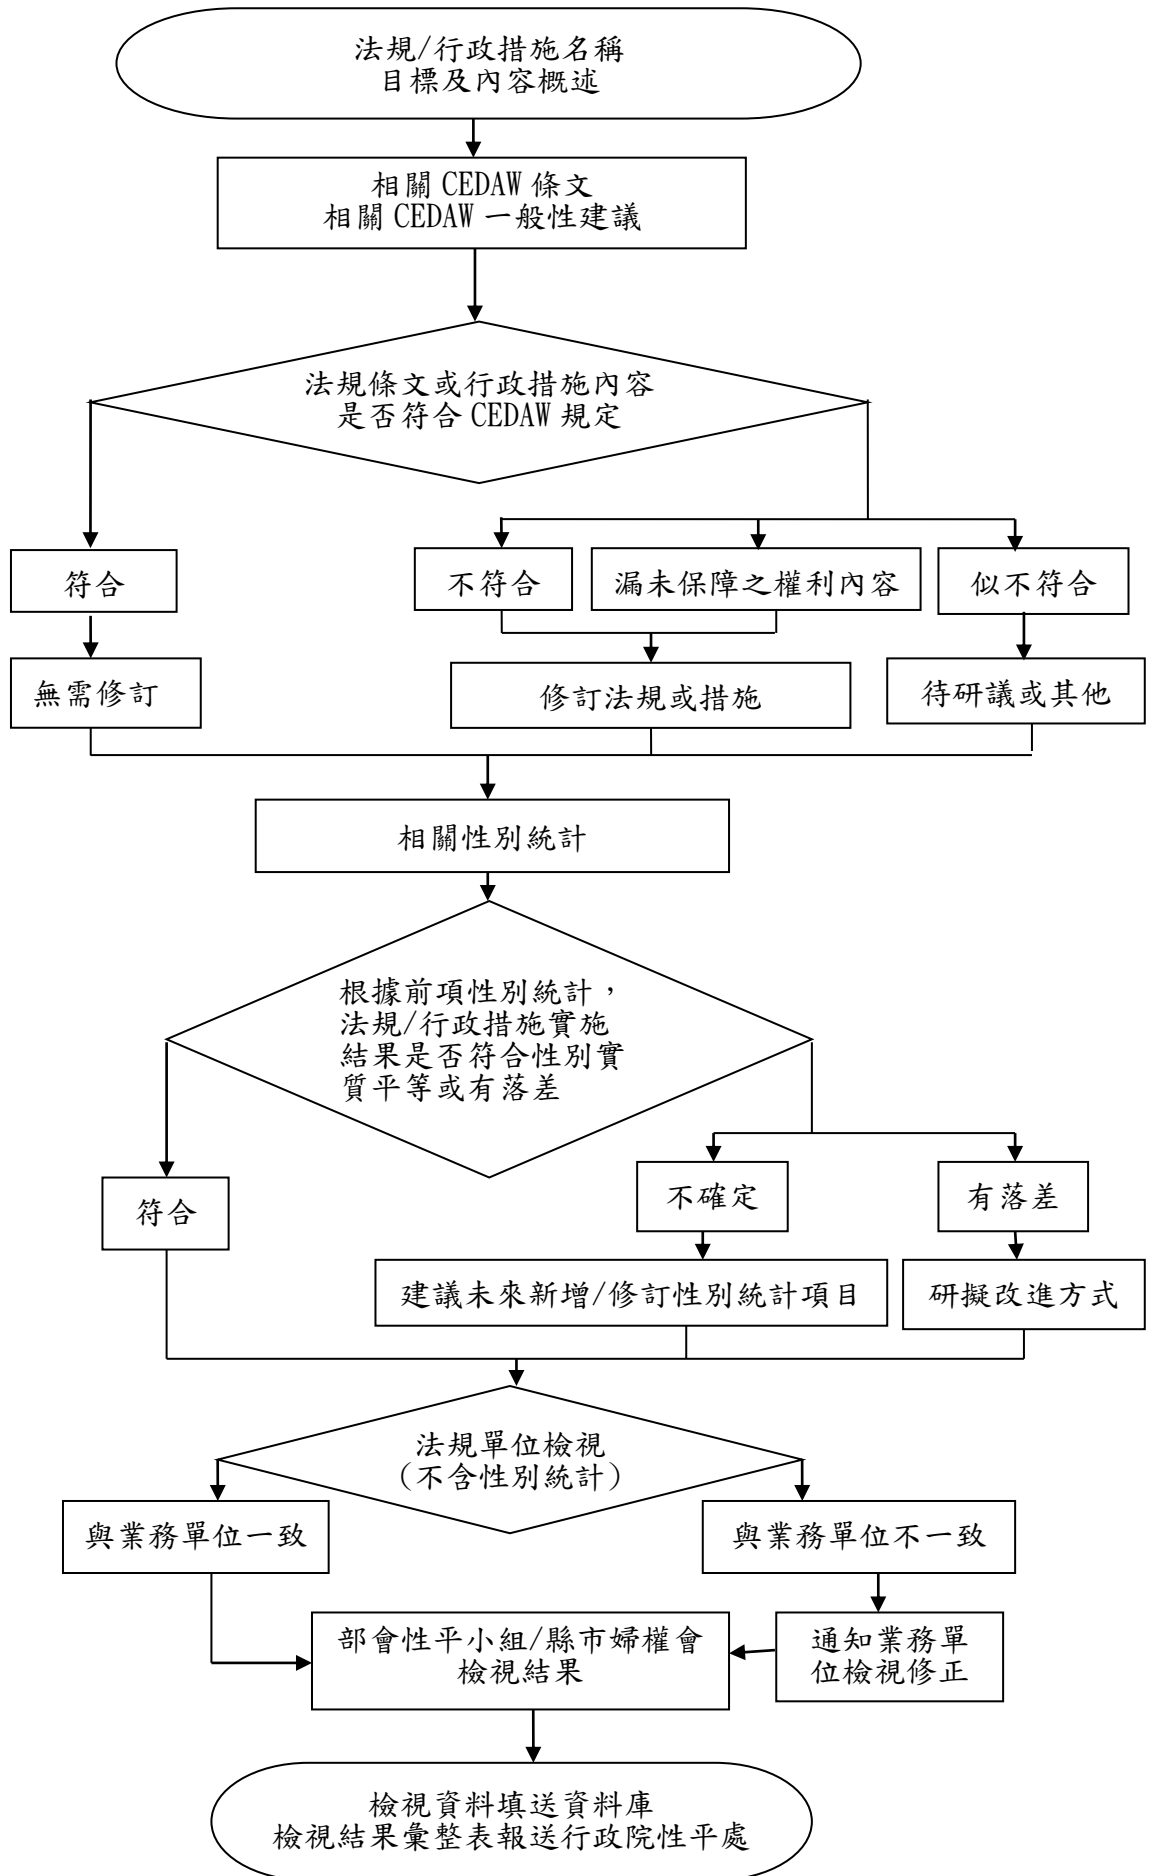 法規/行政措施名稱
目標及內容概述
相關 CEDAW 條文
相關 CEDAW 一般性建議
法規條文或行政措施內容
是否符合 CEDAW 規定
符合
不符合
漏未保障之權利內容
似不符合
無需修訂
修訂法規或措施
待研議或其他
相關性別統計
根據前項性別統計，
法規/行政措施實施
結果是否符合性別實
質平等或有落差
符合
不確定
有落差
建議未來新增/修訂性別統計項目
研擬改進方式
法規單位檢視
(不含性別統計)
與業務單位一致
與業務單位不一致
部會性平小組/縣市婦權會
檢視結果
通知業務單
位檢視修正
檢視資料填送資料庫
檢視結果彙整表報送行政院性平處